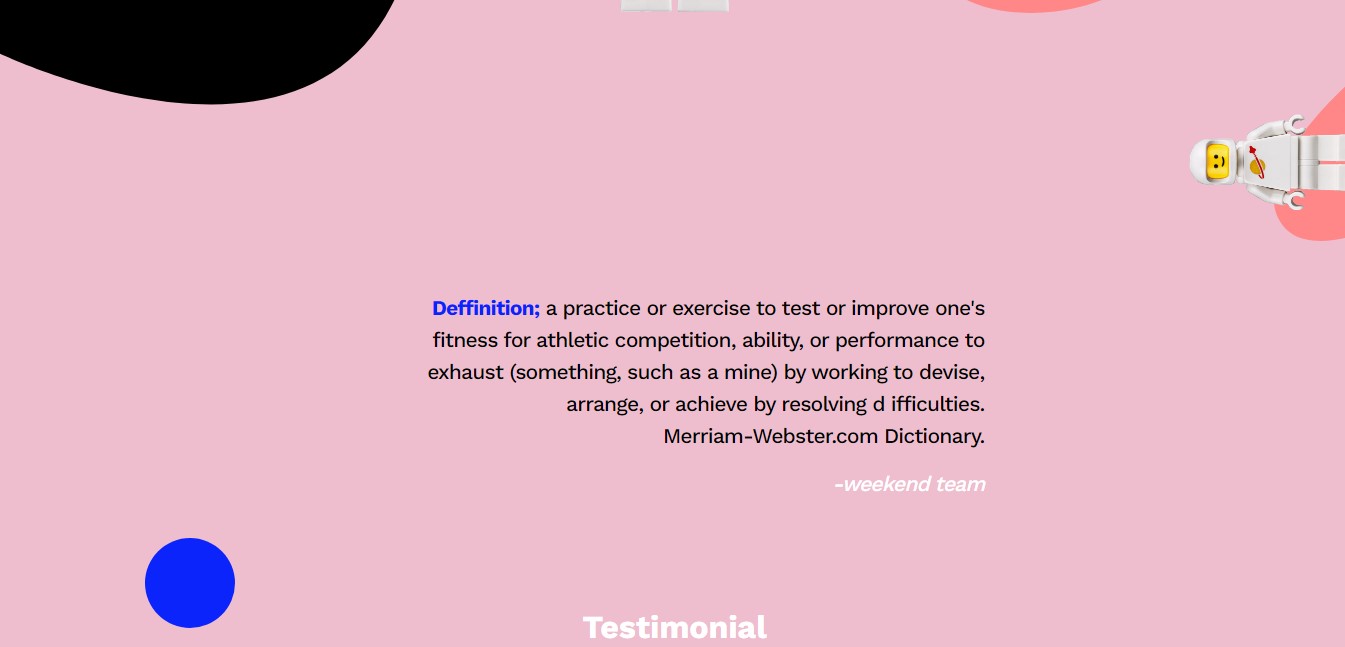 Deffinition; a practice or exercise to test or improve one's
fitness for athletic competition, ability, or performance to
exhaust (something, such as a mine) by working to devise,
arrange, or achieve by resolving d ifficulties.
Merriam-Webster.com Dictionary.
-weekend team
Testimonial